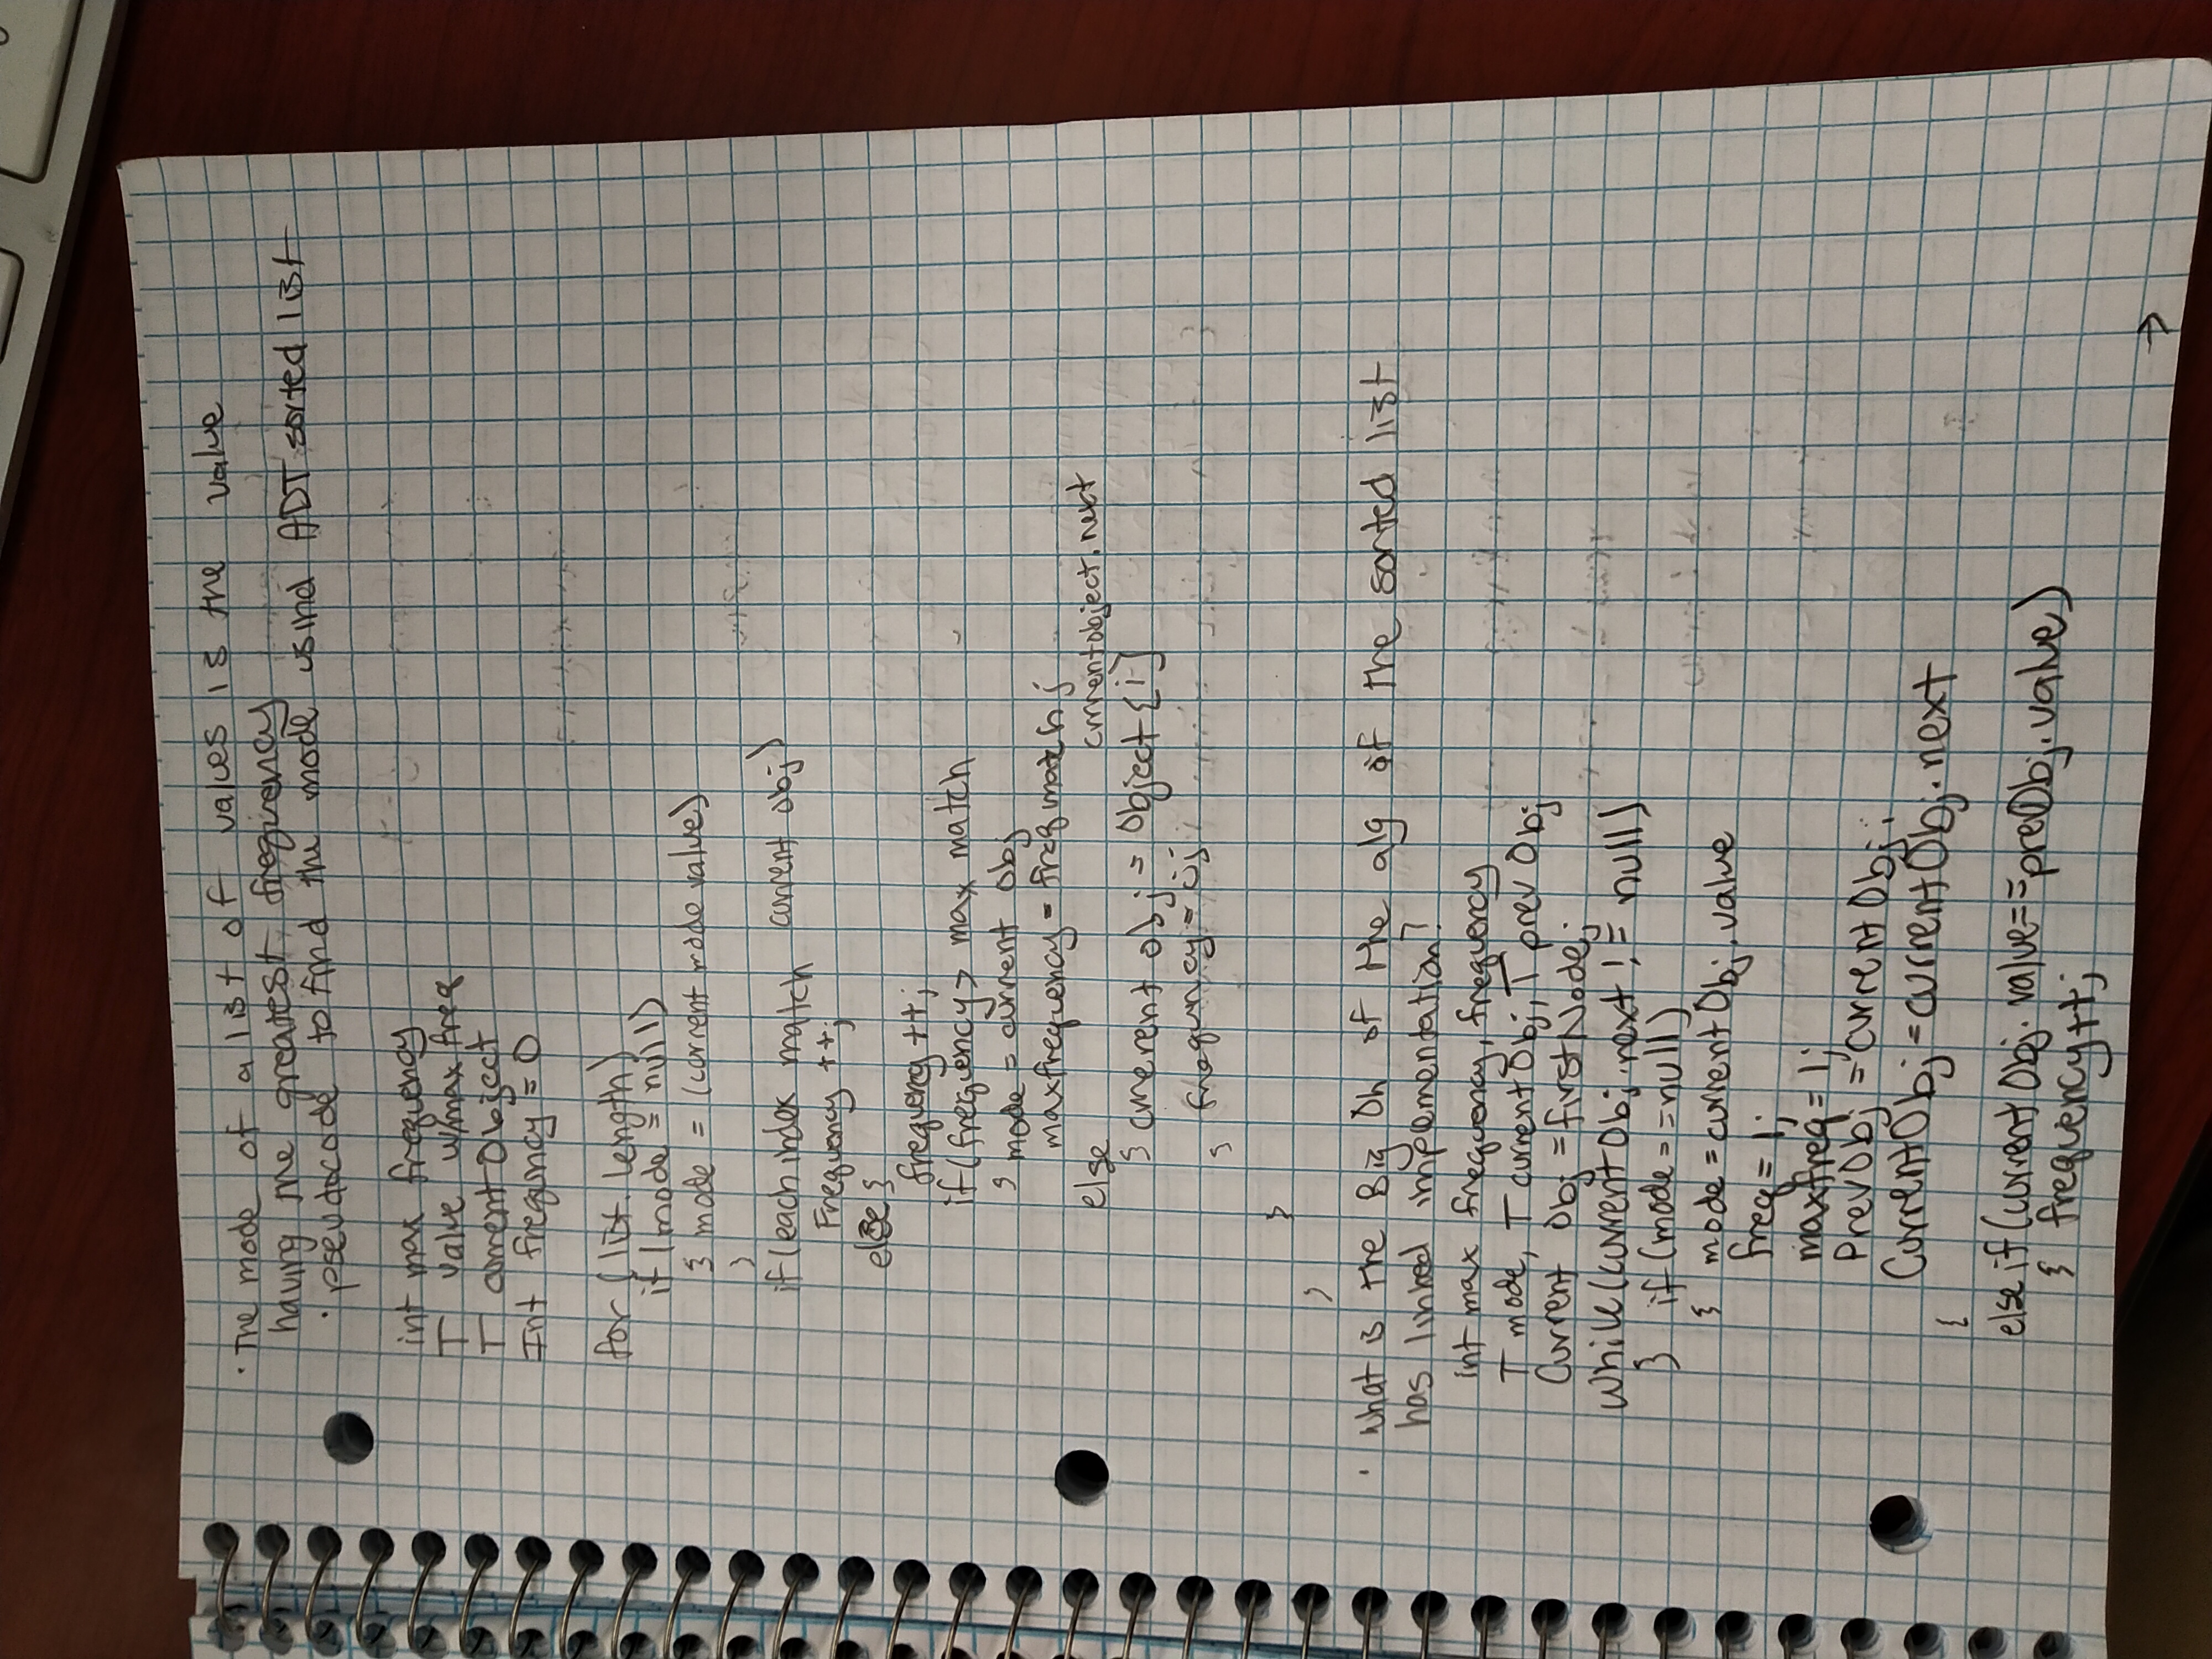 · The mode of a list of values is the value
having the greatest frequency
· pseudocode to find the mode usind ADT sorted list
int max frequency
T value w/max freq
T current Object
Int frequncy = 0
for (list. length)
if (mode = null)
{ mode = (current mode value)
}
if (each index match current obj)
Frequency ++;
else {
frequency ++;
if (frequency > max match
{ mode = current obj
maxfrequency = freq match;
else
currentobject.next
{ current obj = Object [i]
frequncy = 0;
}
}
}
· what is the Big Oh of the alg of the sorted list
has linked implementation?
int max frequency, frequency
T mode, T current Obj, T prev Obj
Current Obj = firstNode;
while (current Obj.next != null)
} if (mode == null)
{ mode = current Obj.value
freq = 1;
maxfreq = 1;
PrevObj = current Obj;
Current Obj = current Obj.next
{
else if (current Obj. value == prevObj.value)
{ frequency ++;
→